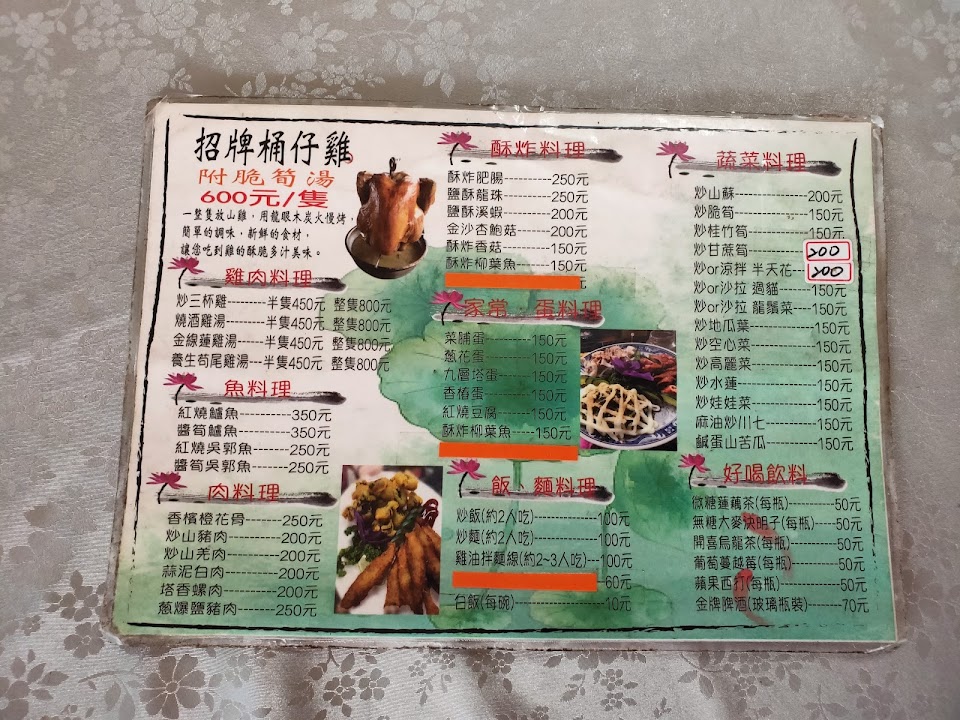 招牌桶仔雞
附脆筍湯
600元/隻
一整隻放山雞,用龍眼木炭火慢烤,
簡單的調味,新鮮的食材,
讓您吃到雞的酥脆多汁美味。
雞肉料理
炒三杯雞--------半隻450元 整隻800元
燒酒雞湯--------半隻450元 整隻800元
金線蓮雞湯-----半隻450元 整隻800元
養生苟尾雞湯---半隻450元 整隻800元
魚料理
紅燒鱸魚----------350元
醬筍鱸魚----------350元
紅燒吳郭魚-------250元
醬筍吳郭魚-------250元
肉料理
香檳橙花骨-------250元
炒山豬肉----------200元
炒山羌肉----------200元
蒜泥白肉----------200元
塔香螺肉----------200元
蔥爆鹽豬肉-------250元
酥炸料理
酥炸肥腸----------250元
鹽酥龍珠----------250元
鹽酥溪蝦----------200元
金沙杏鮑菇-------200元
酥炸香菇----------150元
酥炸柳葉魚-------150元
家常、蛋料理
菜脯蛋-------------150元
蔥花蛋-------------150元
九層塔蛋----------150元
香椿蛋-------------150元
紅燒豆腐----------150元
酥炸柳葉魚-------150元
飯、麵料理
炒飯(約2人吃)-----------100元
炒麵(約2人吃)-----------100元
雞油拌麵線(約2~3人吃)---100元
60元
白飯(每碗)---------------10元
蔬菜料理
炒山蘇-------------200元
炒脆筍-------------150元
炒桂竹筍----------150元
炒甘蔗筍----------200
炒or涼拌 半天花--200
炒or沙拉 過貓----150元
炒or沙拉 龍鬚菜---150元
炒地瓜葉----------150元
炒空心菜----------150元
炒高麗菜----------150元
炒水蓮-------------150元
炒娃娃菜----------150元
麻油炒川七-------150元
鹹蛋山苦瓜-------150元
好喝飲料
微糖蓮藕茶(每瓶)-------50元
無糖大麥決明子(每瓶)---50元
開喜烏龍茶(每瓶)-------50元
葡萄蔓越莓(每瓶)-------50元
蘋果西打(每瓶)---------50元
金牌啤酒(玻璃瓶裝)-----70元